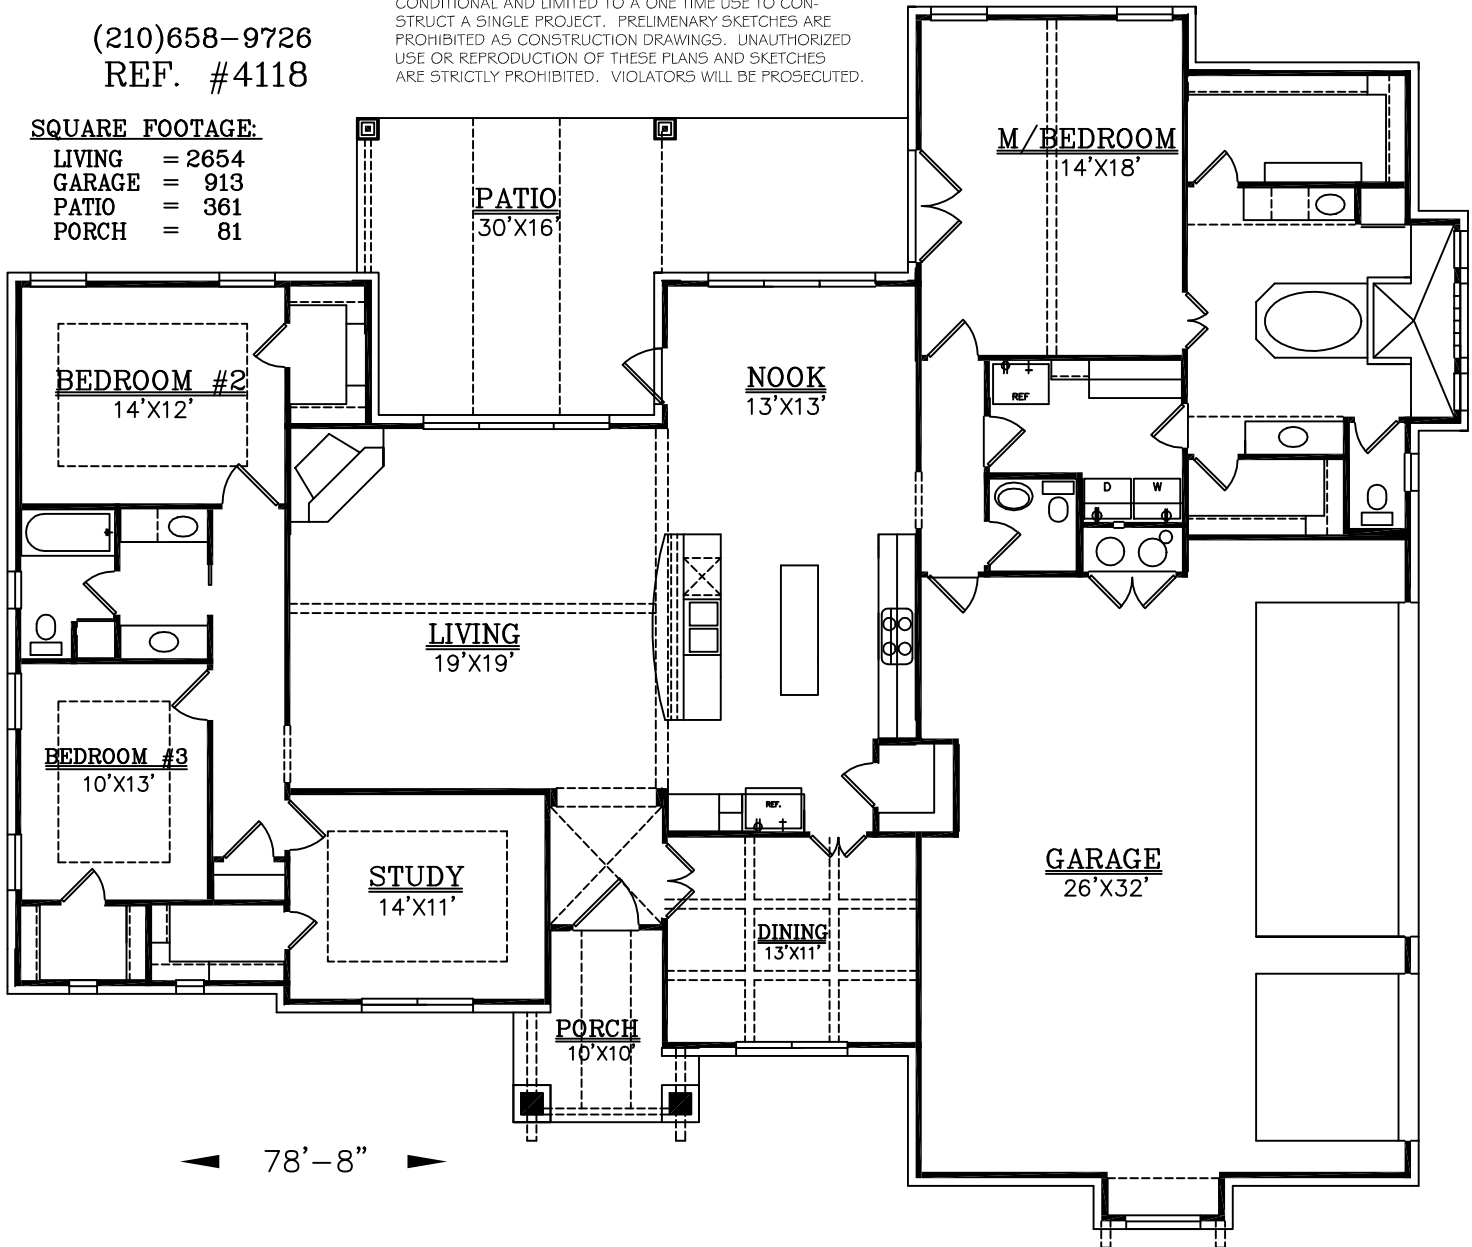 (210)658-9726
REF. #4118
CONDITIONAL AND LIMITED TO A ONE TIME USE TO CON-
STRUCT A SINGLE PROJECT. PRELIMENARY SKETCHES ARE
PROHIBITED AS CONSTRUCTION DRAWINGS. UNAUTHORIZED
USE OR REPRODUCTION OF THESE PLANS AND SKETCHES
ARE STRICTLY PROHIBITED. VIOLATORS WILL BE PROSECUTED.
SQUARE FOOTAGE:
LIVING = 2654
GARAGE = 913
PATIO = 361
PORCH = 81
M/BEDROOM
14'X18'
PATIO
30'X16'
BEDROOM #2
14'X12'
NOOK
13'X13'
REF
D
W
LIVING
19'X19'
BEDROOM #3
10'X13'
REF.
STUDY
14'X11'
GARAGE
26'X32'
DINING
13'X11'
PORCH
10'X10'
78'-8"